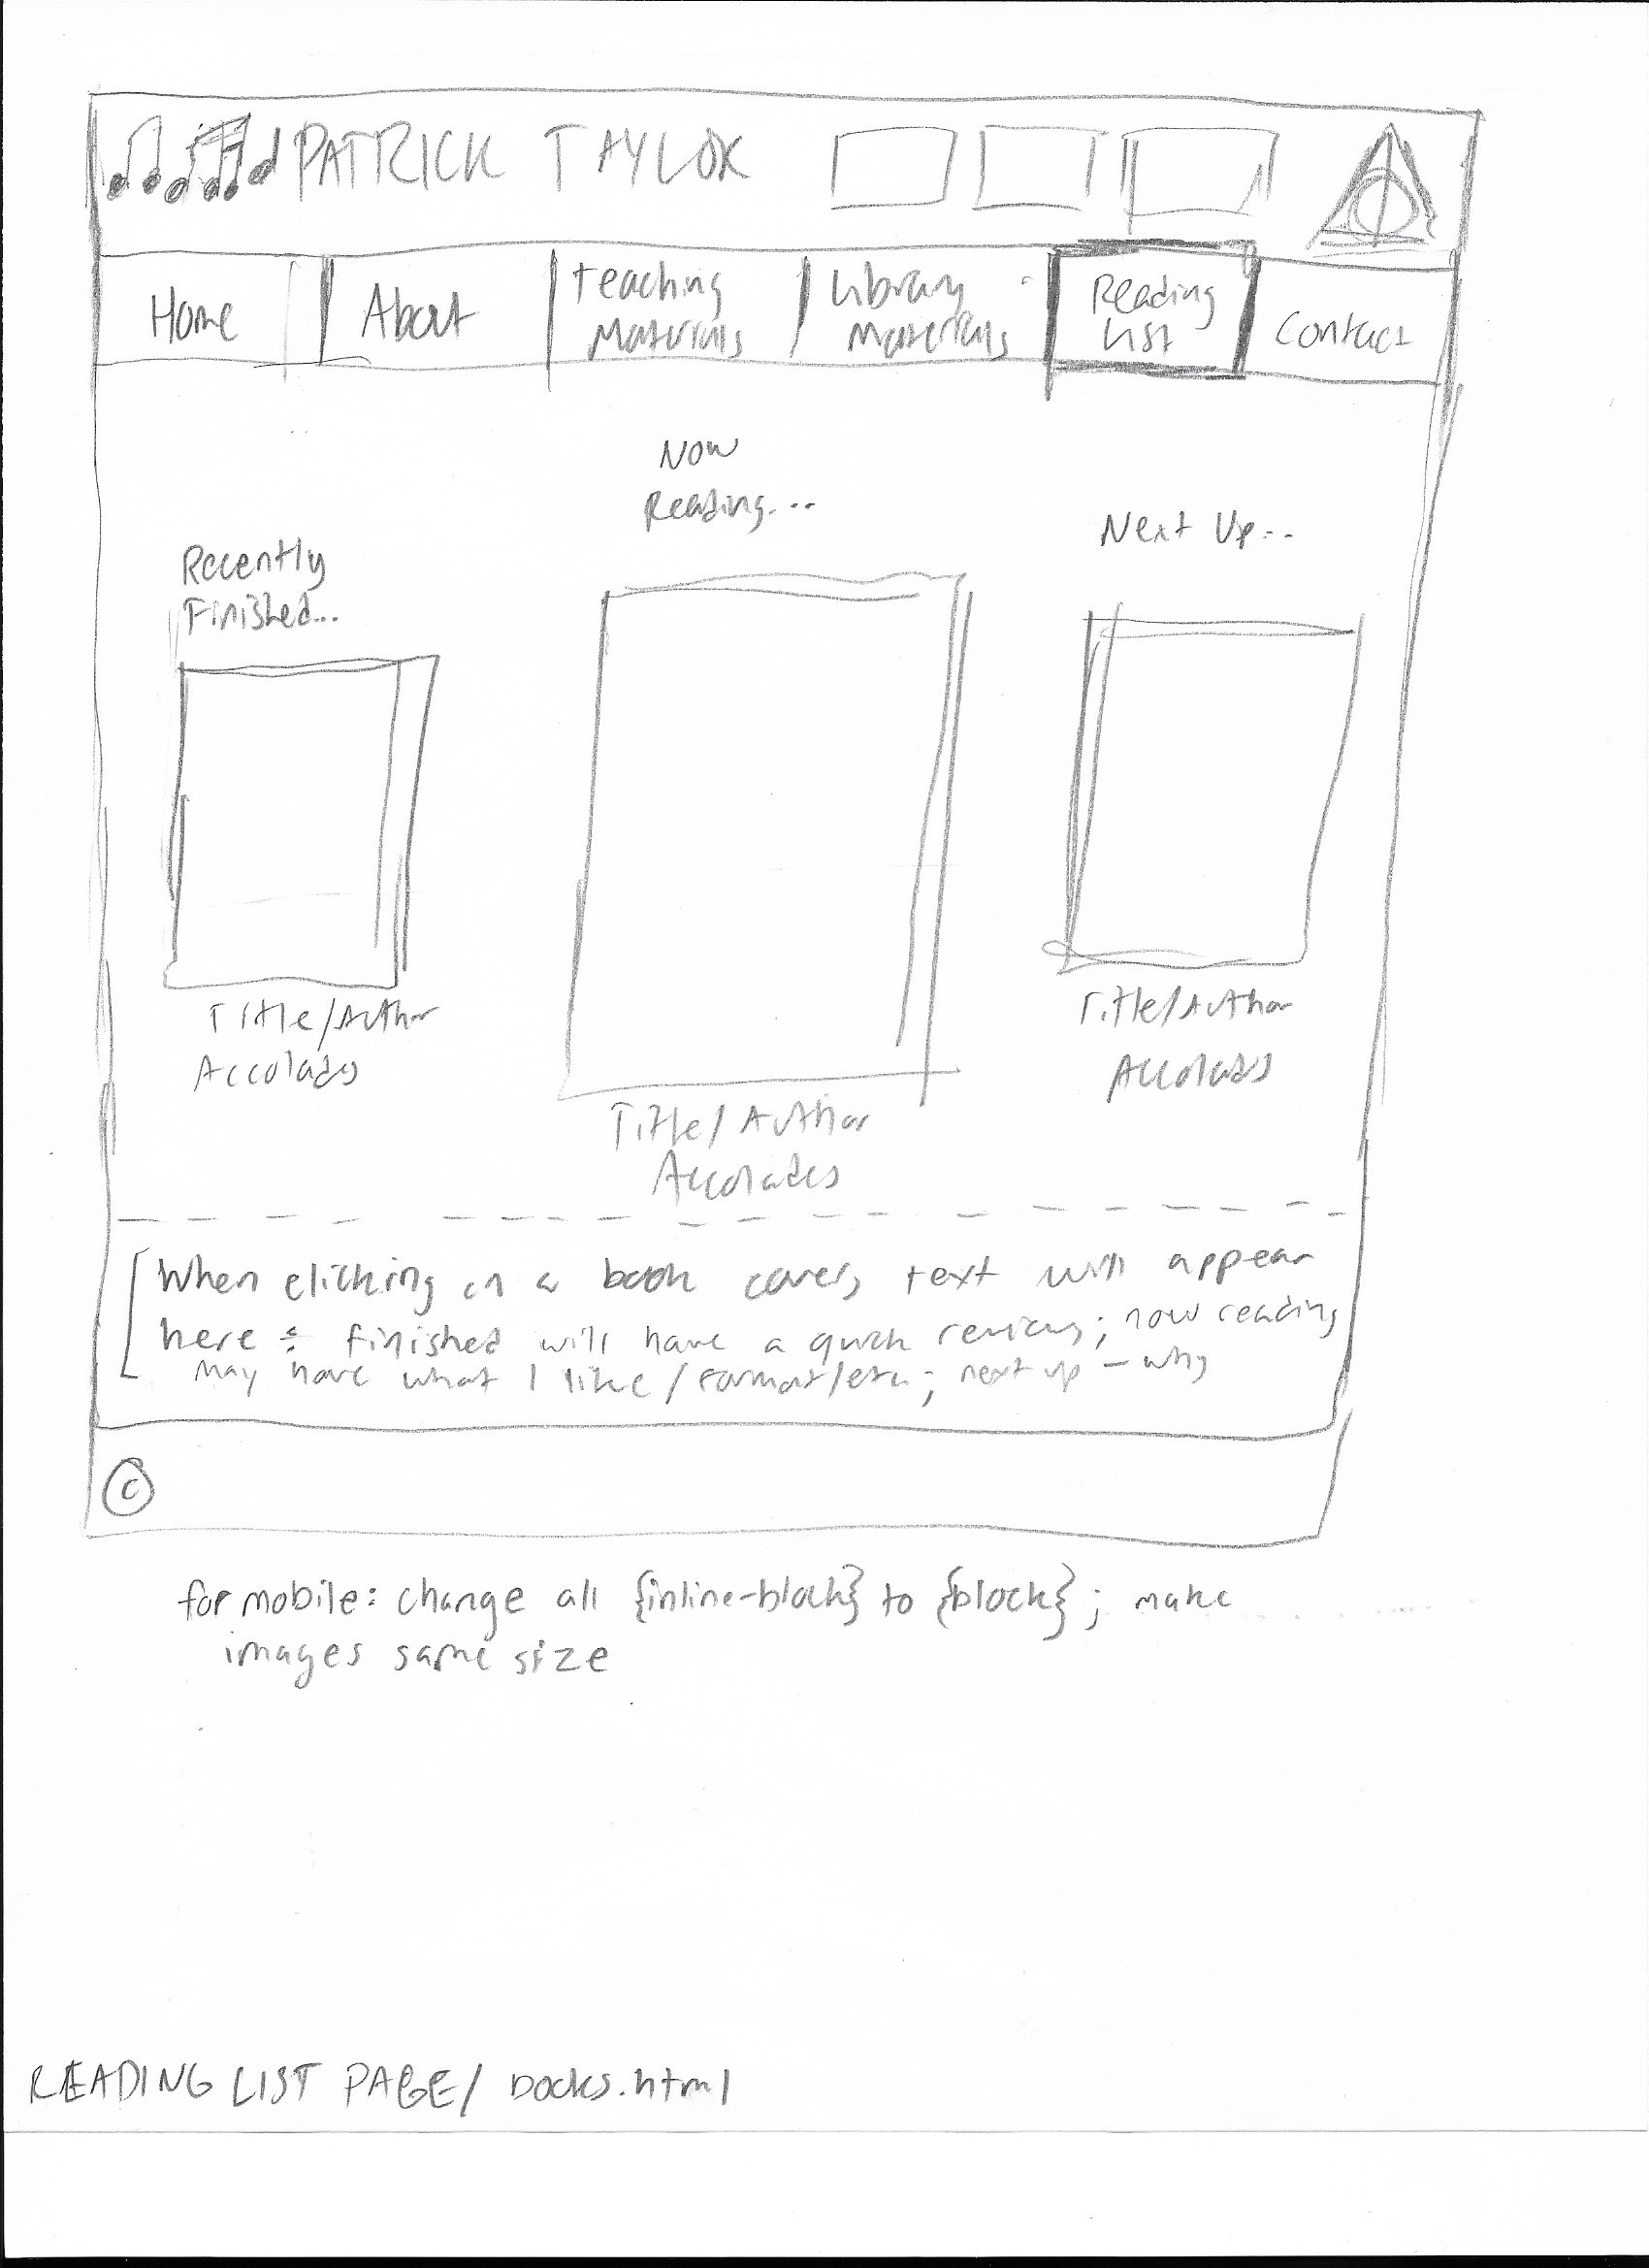 PATRICK TAYLOR
Home
About
Teaching
Materials
Library
Materials
Reading
List
Contact
Now
Reading...
Next Up...
Recently
Finished...
Title/Author
Accolades
Title/Author
Accolades
Title/Author
Accolades
When clicking on a book cover, text will appear
here: finished will have a quick review; now reading
may have what I like/format/etc.; next up - why
©
for mobile: change all {inline-block} to {block}; make
images same size
READING LIST PAGE/ books.html